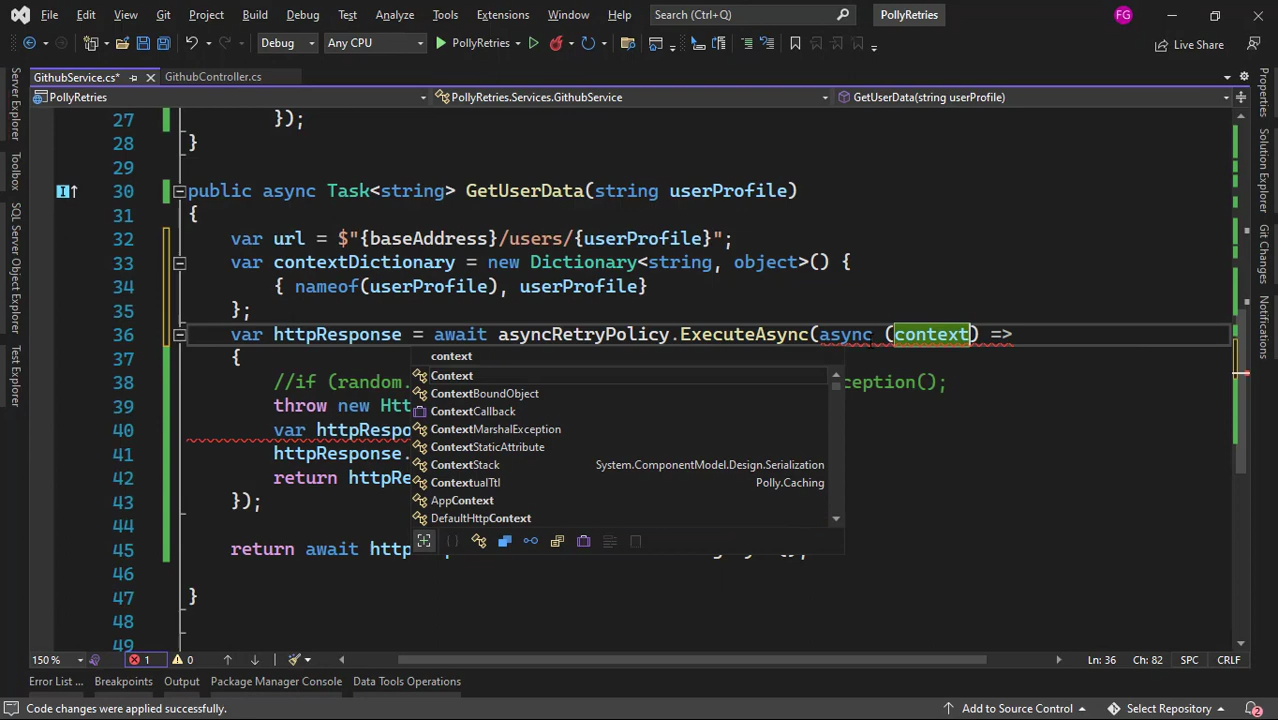 File Edit View Git Project Build Debug Test Analyze Tools Extensions Window Help Search (Ctrl+Q) PollyRetries FG
Debug Any CPU PollyRetries Live Share
GithubService.cs* GithubController.cs
PollyRetries PollyRetries.Services.GithubService GetUserData(string userProfile)
Server Explorer
Toolbox
SQL Server Object Explorer
Test Explorer
27 });
28 }
29
30 public async Task<string> GetUserData(string userProfile)
31 {
32 var url = $"{baseAddress}/users/{userProfile}";
33 var contextDictionary = new Dictionary<string, object>() {
34 { nameof(userProfile), userProfile}
35 };
36 var httpResponse = await asyncRetryPolicy.ExecuteAsync(async (context) =>
37 {
38 //if (random. ception();
39 throw new Htt
40 var httpRespo
41 httpResponse.
42 return httpRe
43 });
44
45 return await http
46
47 }
48
49
context
Context
ContextBoundObject
ContextCallback
ContextMarshalException
ContextStaticAttribute
ContextStack System.ComponentModel.Design.Serialization
ContextualTtl Polly.Caching
AppContext
DefaultHttpContext
Properties
Solution Explorer
Git Changes
Notifications
150 % 1 0 Ln: 36 Ch: 82 SPC CRLF
Error List ... Breakpoints Output Package Manager Console Data Tools Operations
Code changes were applied successfully. Add to Source Control Select Repository 2